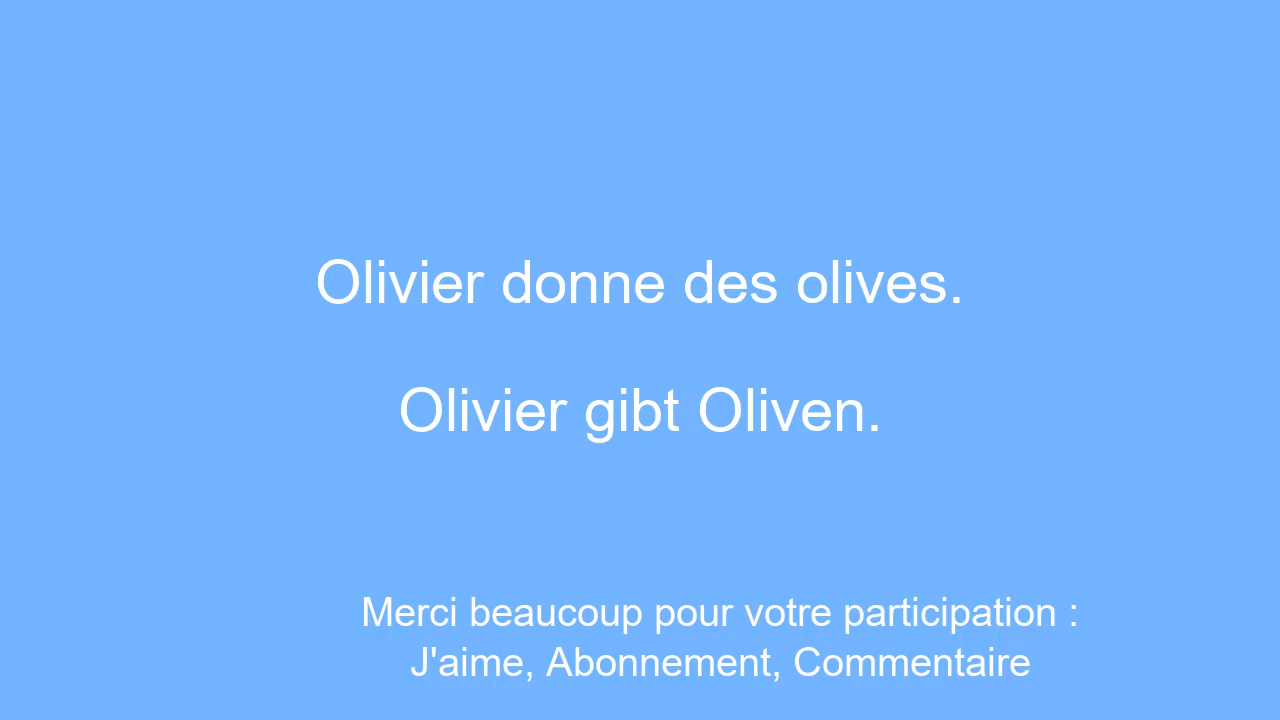 Olivier donne des olives.
Olivier gibt Oliven.
Merci beaucoup pour votre participation :
J'aime, Abonnement, Commentaire